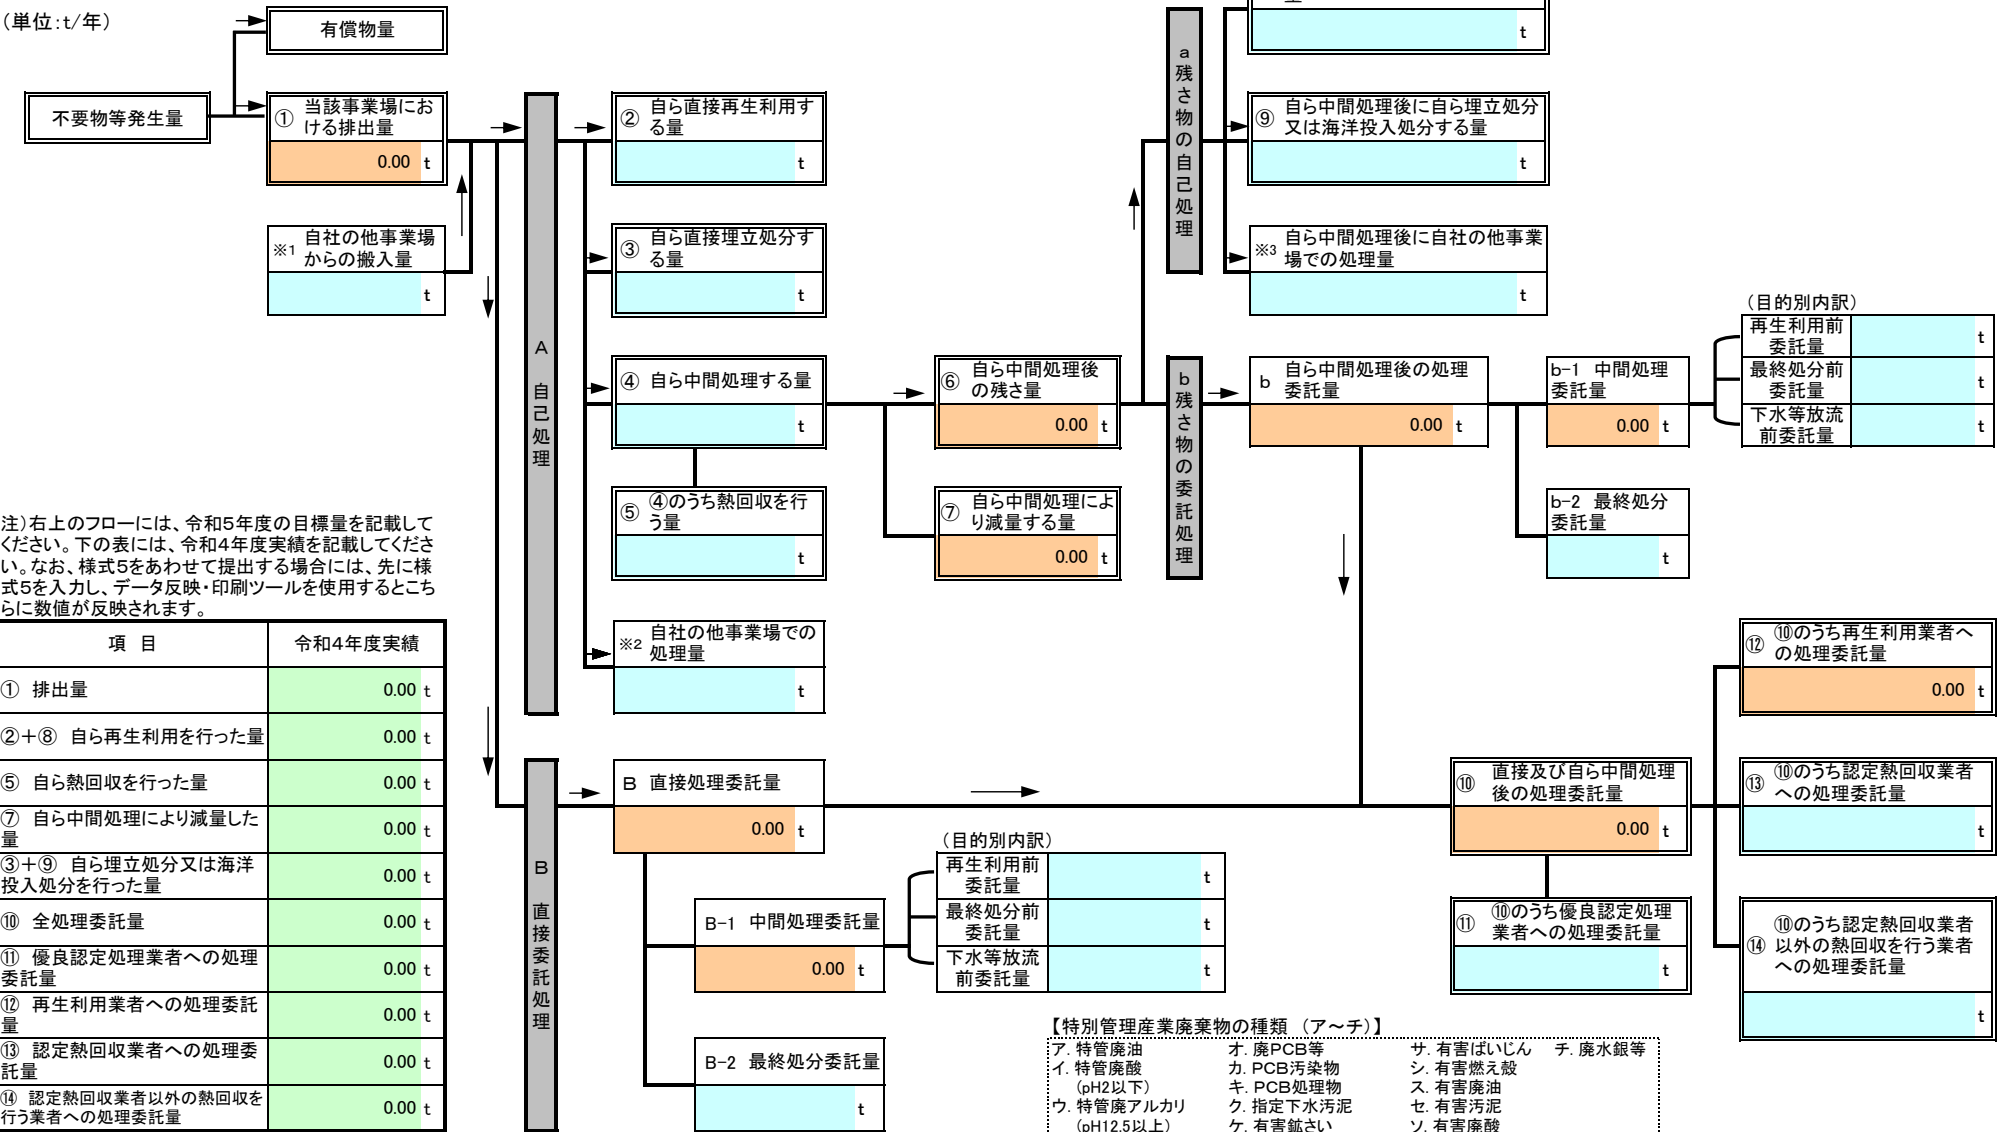 （単位：t/年）
有償物量
不要物等発生量
① 当該事業場にお
ける排出量
0.00 t
※1 自社の他事業場
からの搬入量
t
A 自己処理
② 自ら直接再生利用す
る量
t
③ 自ら直接埋立処分す
る量
t
④ 自ら中間処理する量
t
⑤ ④のうち熱回収を行
う量
t
※2 自社の他事業場での
処理量
t
⑥ 自ら中間処理後
の残さ量
0.00 t
⑦ 自ら中間処理によ
り減量する量
0.00 t
a 残さ物の自己処理
t
⑨ 自ら中間処理後に自ら埋立処分
又は海洋投入処分する量
t
※3 自ら中間処理後に自社の他事業
場での処理量
t
b 残さ物の委託処理
b 自ら中間処理後の処理
委託量
0.00 t
b-1 中間処理
委託量
0.00 t
（目的別内訳）
再生利用前
委託量
t
最終処分前
委託量
t
下水等放流
前委託量
t
b-2 最終処分
委託量
t
注）右上のフローには、令和5年度の目標量を記載して
ください。下の表には、令和4年度実績を記載してくださ
い。なお、様式5をあわせて提出する場合には、先に様
式5を入力し、データ反映・印刷ツールを使用するとこち
らに数値が反映されます。
項 目 令和4年度実績
① 排出量 0.00 t
②＋⑧ 自ら再生利用を行った量 0.00 t
⑤ 自ら熱回収を行った量 0.00 t
⑦ 自ら中間処理により減量した
量 0.00 t
③＋⑨ 自ら埋立処分又は海洋
投入処分を行った量 0.00 t
⑩ 全処理委託量 0.00 t
⑪ 優良認定処理業者への処理
委託量 0.00 t
⑫ 再生利用業者への処理委託
量 0.00 t
⑬ 認定熱回収業者への処理委
託量 0.00 t
⑭ 認定熱回収業者以外の熱回収を
行う業者への処理委託量 0.00 t
B 直接委託処理
B 直接処理委託量
0.00 t
B-1 中間処理委託量
0.00 t
（目的別内訳）
再生利用前
委託量
t
最終処分前
委託量
t
下水等放流
前委託量
t
B-2 最終処分委託量
t
⑩ 直接及び自ら中間処理
後の処理委託量
0.00 t
⑪ ⑩のうち優良認定処理
業者への処理委託量
t
⑫ ⑩のうち再生利用業者へ
の処理委託量
0.00 t
⑬ ⑩のうち認定熱回収業者
への処理委託量
t
⑭ ⑩のうち認定熱回収業者
以外の熱回収を行う業者
への処理委託量
t
【特別管理産業廃棄物の種類 （ア～チ）】
ア. 特管廃油 オ. 廃PCB等 サ. 有害ばいじん チ. 廃水銀等
イ. 特管廃酸 カ. PCB汚染物 シ. 有害燃え殻
（pH2以下） キ. PCB処理物 ス. 有害廃油
ウ. 特管廃アルカリ ク. 指定下水汚泥 セ. 有害汚泥
（pH12.5以上） ケ. 有害鉱さい ソ. 有害廃酸